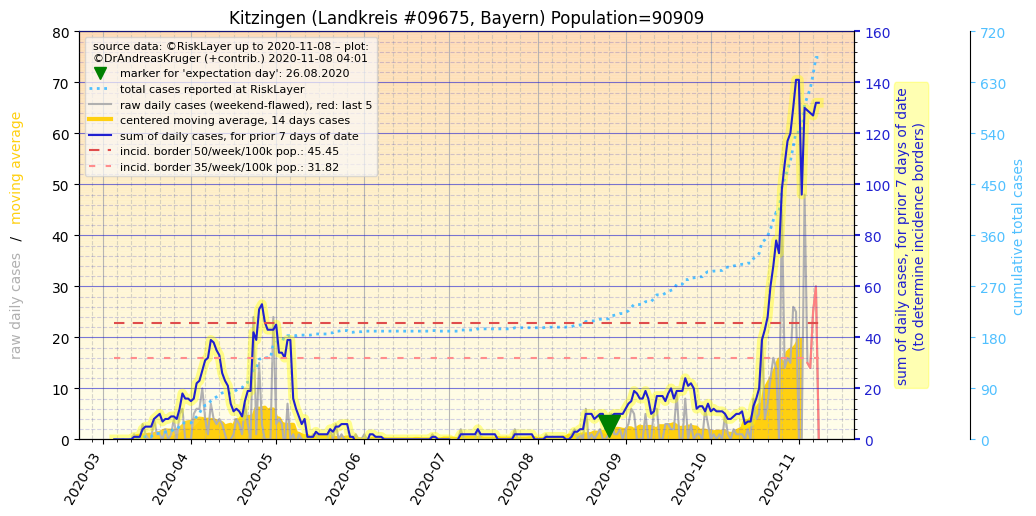 Kitzingen (Landkreis #09675, Bayern) Population=90909
source data: ©RiskLayer up to 2020-11-08 – plot:
©DrAndreasKruger (+contrib.) 2020-11-08 04:01
marker for 'expectation day': 26.08.2020
total cases reported at RiskLayer
raw daily cases (weekend-flawed), red: last 5
centered moving average, 14 days cases
sum of daily cases, for prior 7 days of date
incid. border 50/week/100k pop.: 45.45
incid. border 35/week/100k pop.: 31.82
raw daily cases / moving average
80
70
60
50
40
30
20
10
0
2020-03
2020-04
2020-05
2020-06
2020-07
2020-08
2020-09
2020-10
2020-11
160
140
120
100
80
60
40
20
0
sum of daily cases, for prior 7 days of date
(to determine incidence borders)
720
630
540
450
360
270
180
90
0
cumulative total cases